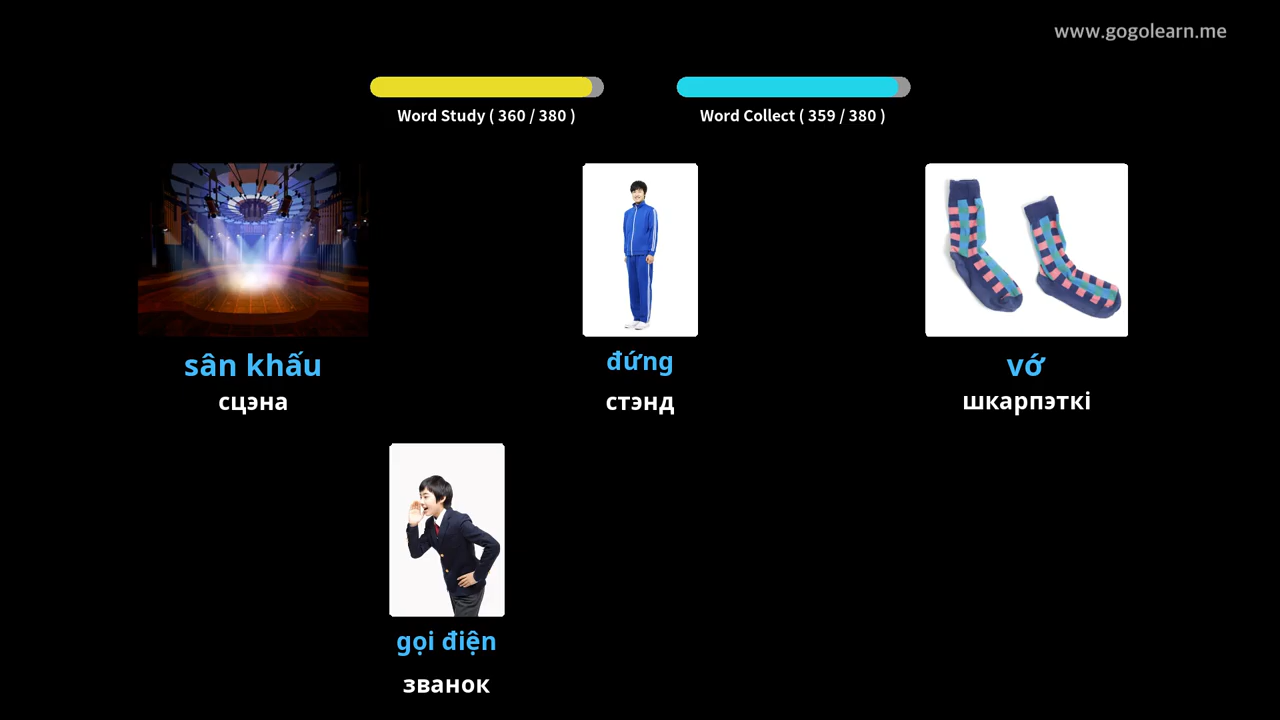 www.gogolearn.me
Word Study ( 360 / 380 )
Word Collect ( 359 / 380 )
sân khấu
сцэна
đứng
стэнд
vớ
шкарпэткі
gọi điện
званок